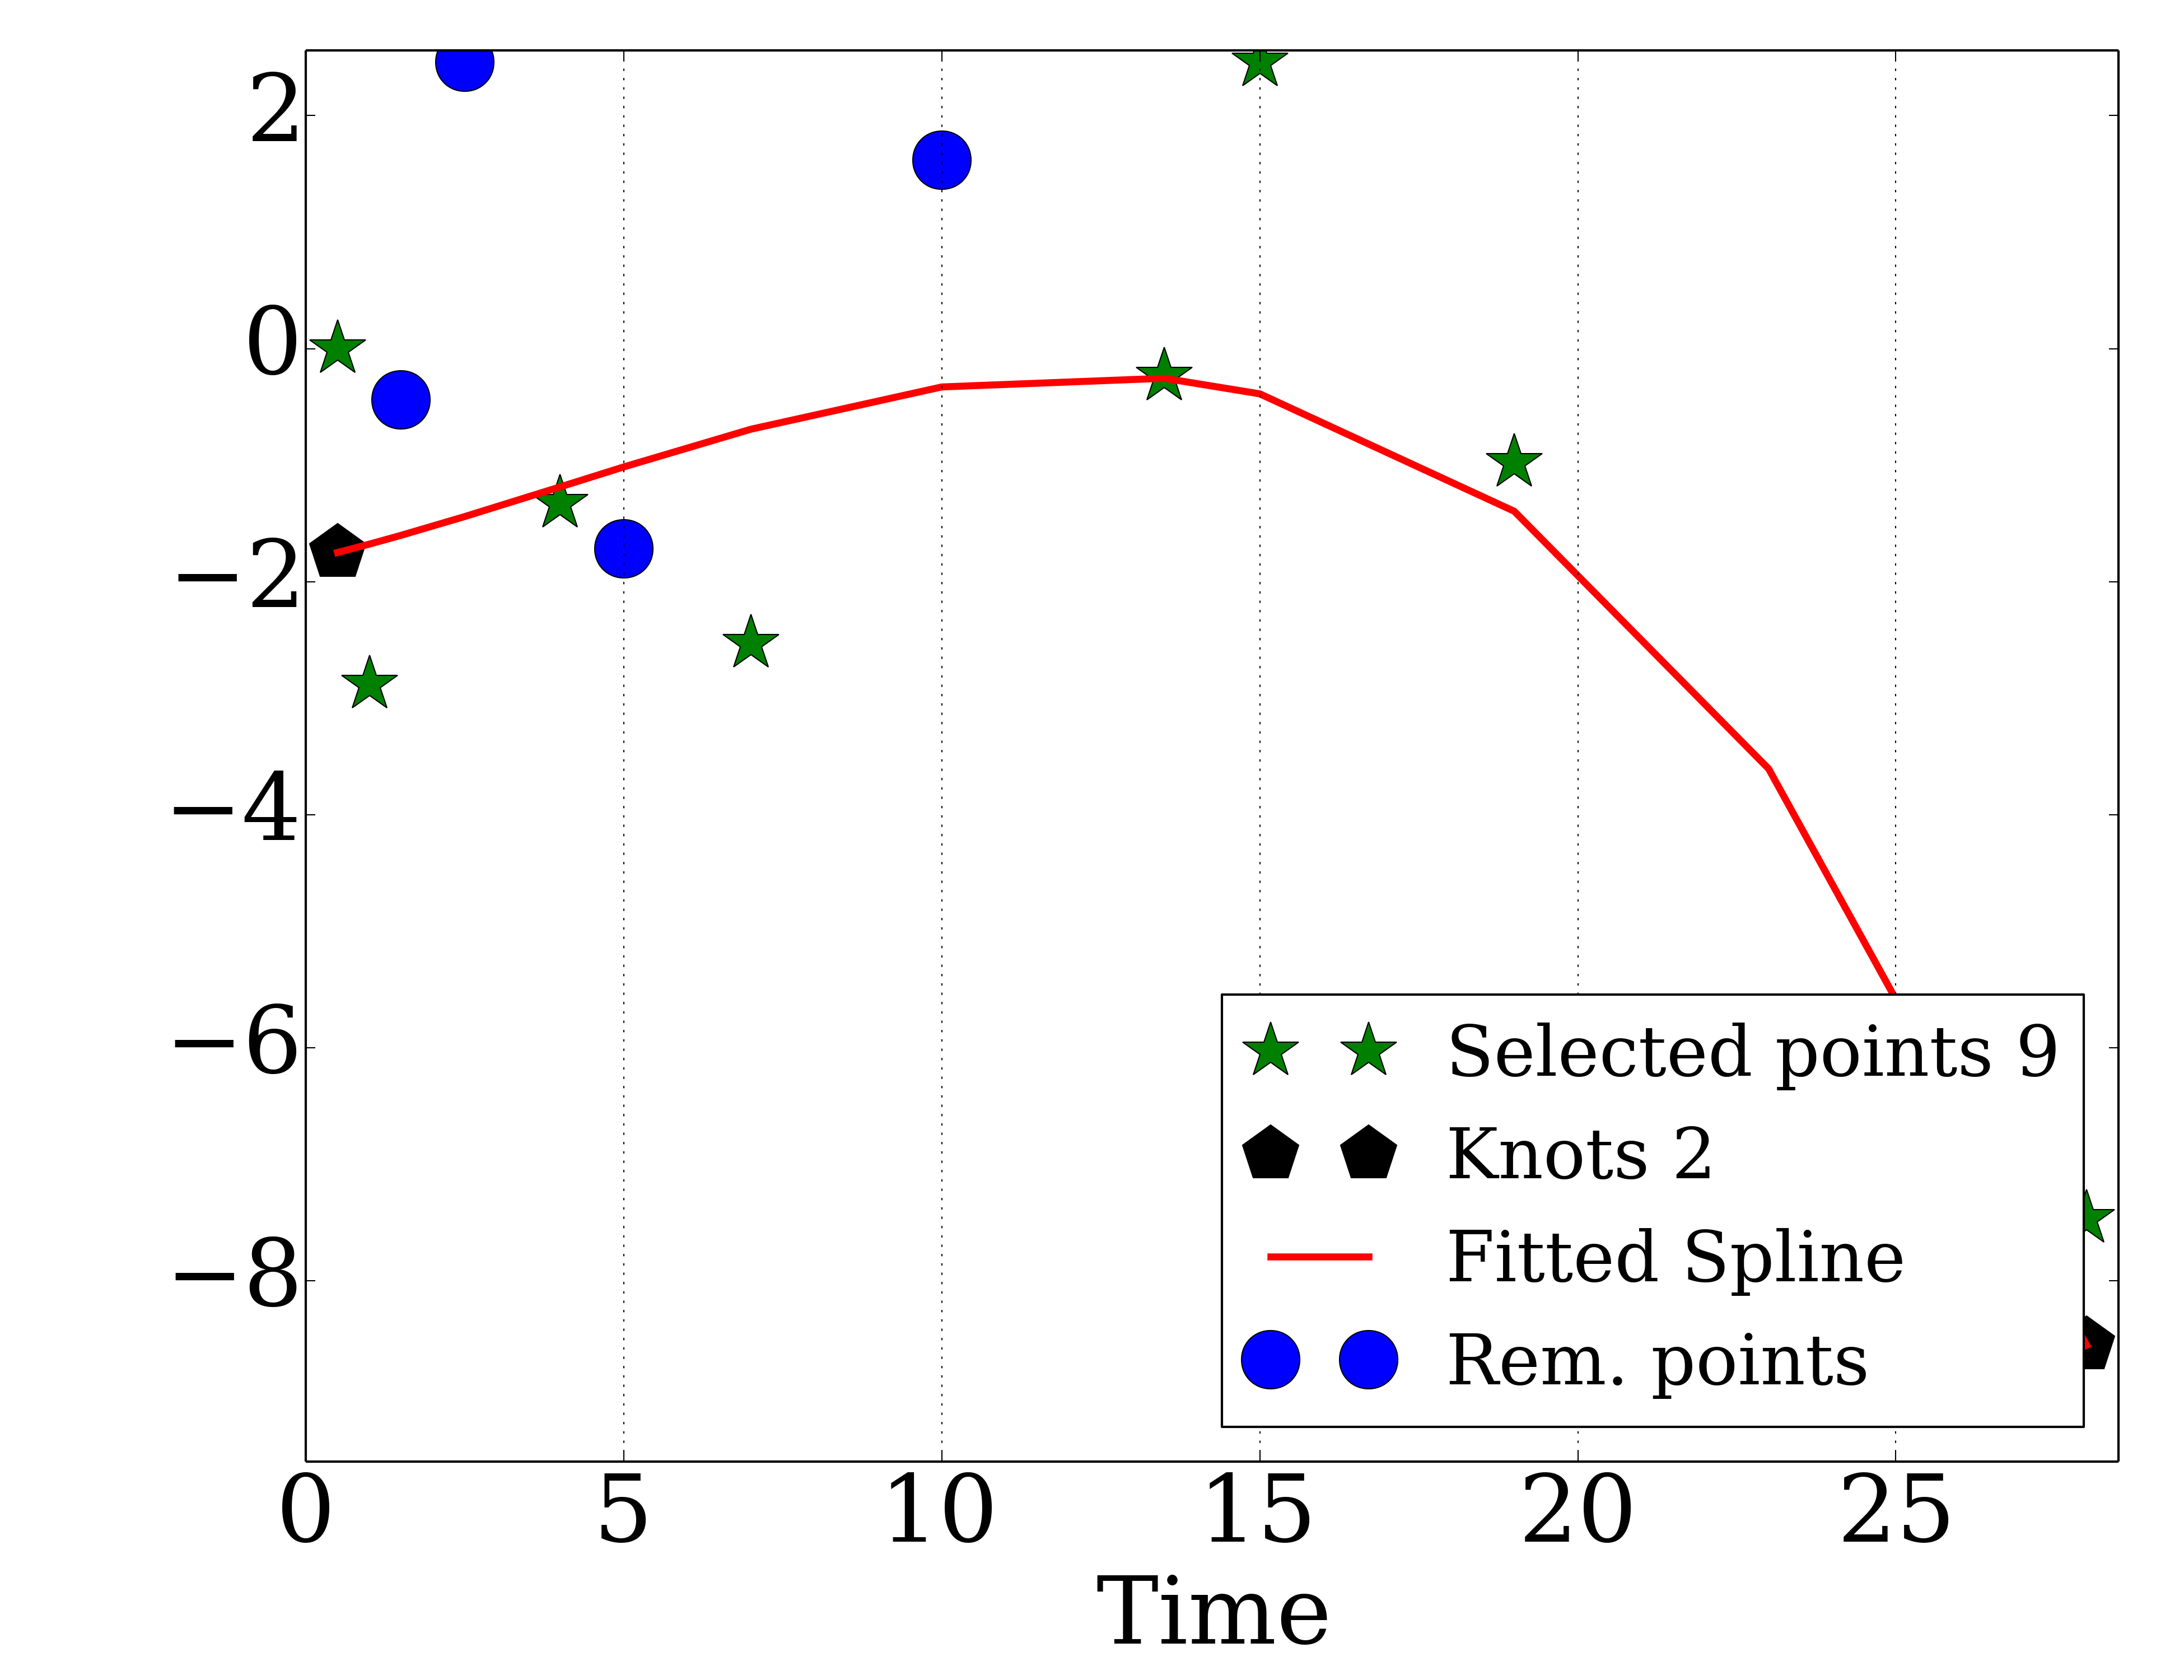 2
0
−2
−4
−6
−8
Selected points 9
Knots 2
Fitted Spline
Rem. points
0 5 10 15 20 25
Time